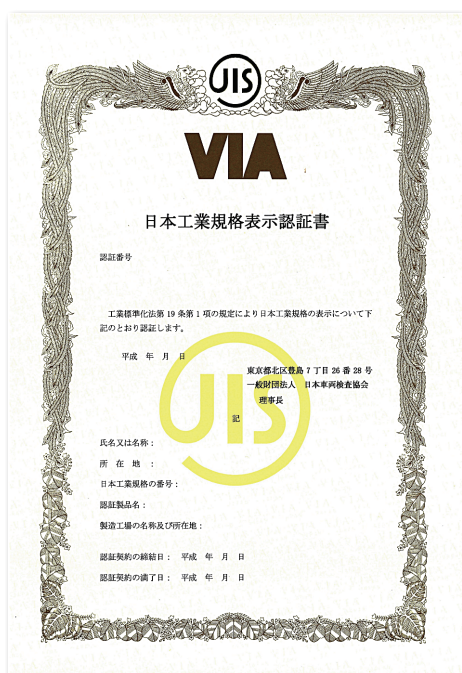 JIS
VIA
日本工業規格表示認証書
認証番号
工業標準化法第 19 条第 1 項の規定により日本工業規格の表示について下
記のとおり認証します。
平成 年 月 日
東京都北区豊島 7 丁目 26 番 28 号
一般財団法人 日本車両検査協会
理事長
JIS
記
氏名又は名称：
所 在 地 ：
日本工業規格の番号：
認証製品名：
製造工場の名称及び所在地：
認証契約の締結日： 平成 年 月 日
認証契約の満了日： 平成 年 月 日